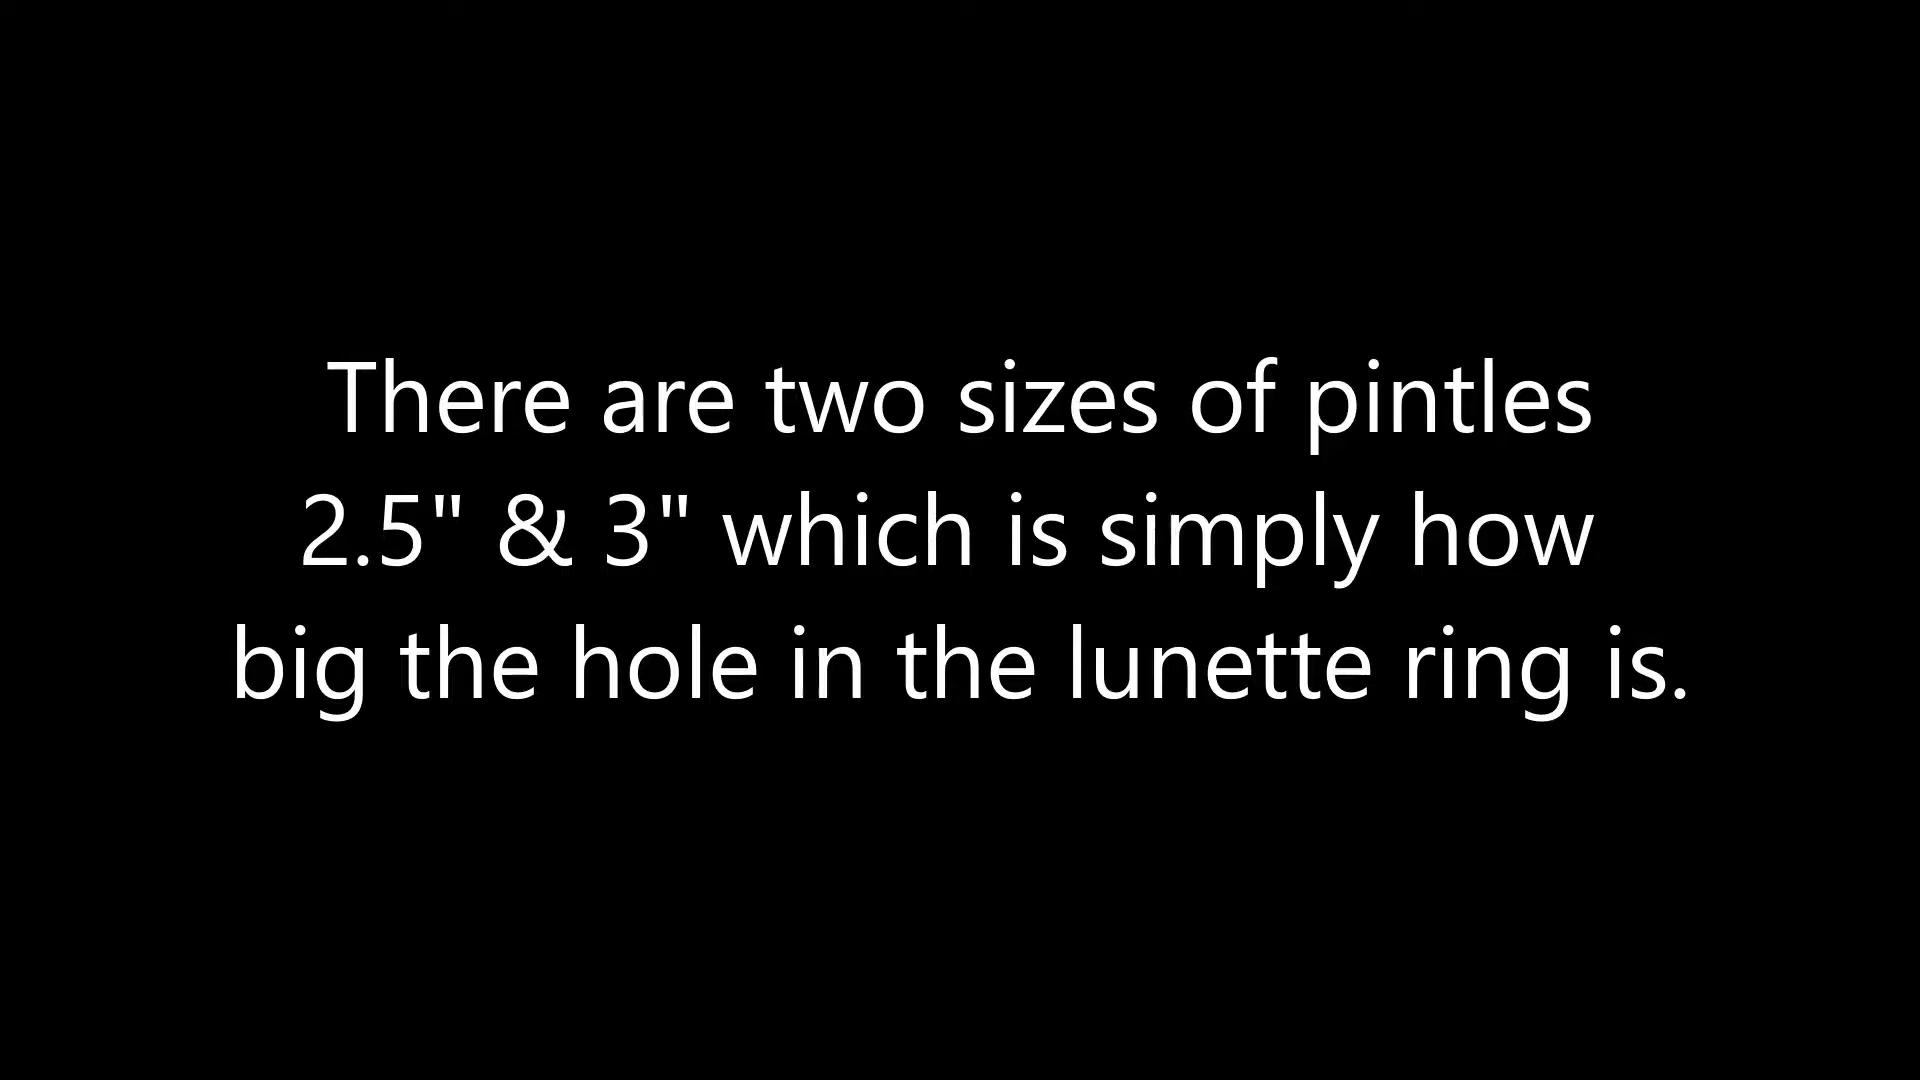 There are two sizes of pintles
2.5" & 3" which is simply how
big the hole in the lunette ring is.